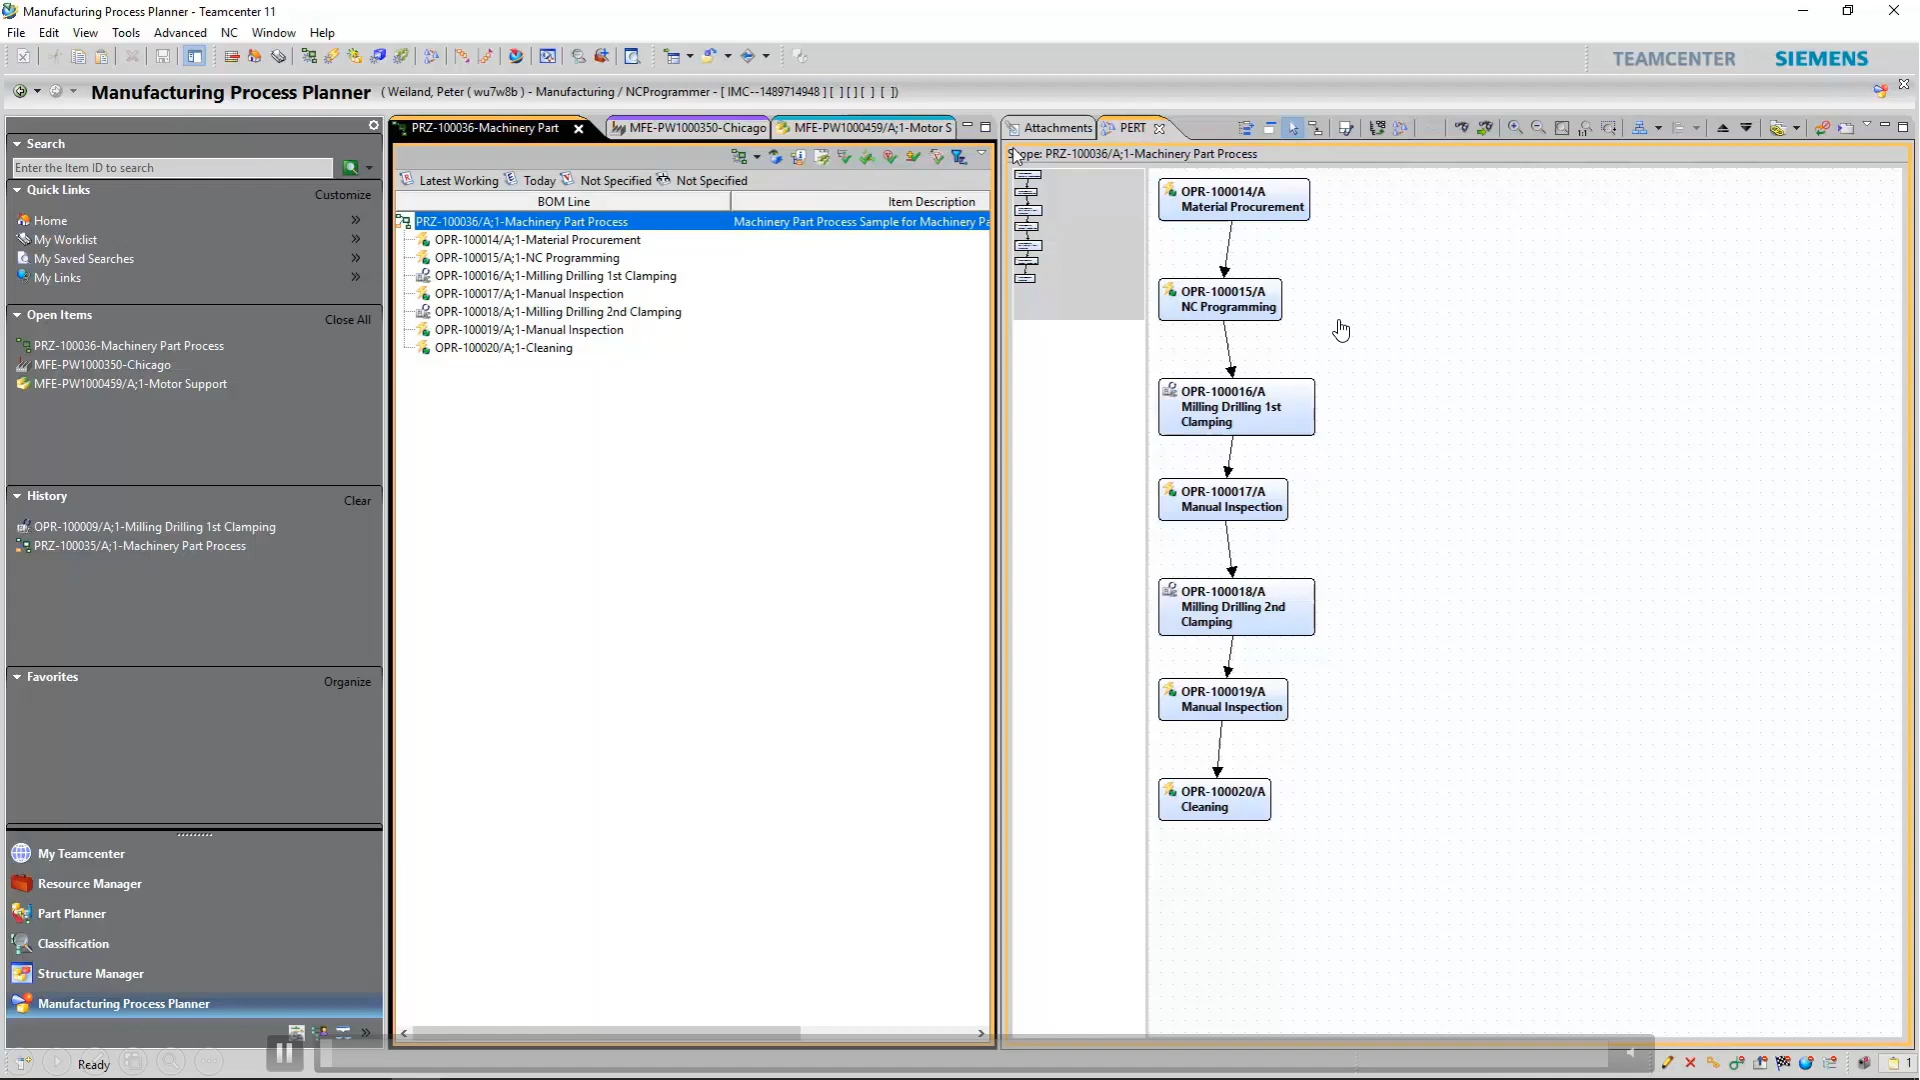 Manufacturing Process Planner - Teamcenter 11
File Edit View Tools Advanced NC Window Help
TEAMCENTER SIEMENS
Manufacturing Process Planner ( Weiland, Peter ( wu7w8b ) - Manufacturing / NCProgrammer - [ IMC--1489714948 ] [ ] [ ] [ ] [ ])
Search
Enter the Item ID to search
Quick Links
Customize
Home
My Worklist
My Saved Searches
My Links
Open Items
Close All
PRZ-100036-Machinery Part Process
MFE-PW1000350-Chicago
MFE-PW1000459/A;1-Motor Support
History
Clear
OPR-100009/A;1-Milling Drilling 1st Clamping
PRZ-100035/A;1-Machinery Part Process
Favorites
Organize
My Teamcenter
Resource Manager
Part Planner
Classification
Structure Manager
Manufacturing Process Planner
Ready
PRZ-100036-Machinery Part
MFE-PW1000350-Chicago
MFE-PW1000459/A;1-Motor S
Latest Working Today Not Specified Not Specified
BOM Line Item Description
PRZ-100036/A;1-Machinery Part Process Machinery Part Process Sample for Machinery Pa
OPR-100014/A;1-Material Procurement
OPR-100015/A;1-NC Programming
OPR-100016/A;1-Milling Drilling 1st Clamping
OPR-100017/A;1-Manual Inspection
OPR-100018/A;1-Milling Drilling 2nd Clamping
OPR-100019/A;1-Manual Inspection
OPR-100020/A;1-Cleaning
Attachments PERT
Scope: PRZ-100036/A;1-Machinery Part Process
OPR-100014/A
Material Procurement
OPR-100015/A
NC Programming
OPR-100016/A
Milling Drilling 1st
Clamping
OPR-100017/A
Manual Inspection
OPR-100018/A
Milling Drilling 2nd
Clamping
OPR-100019/A
Manual Inspection
OPR-100020/A
Cleaning
1